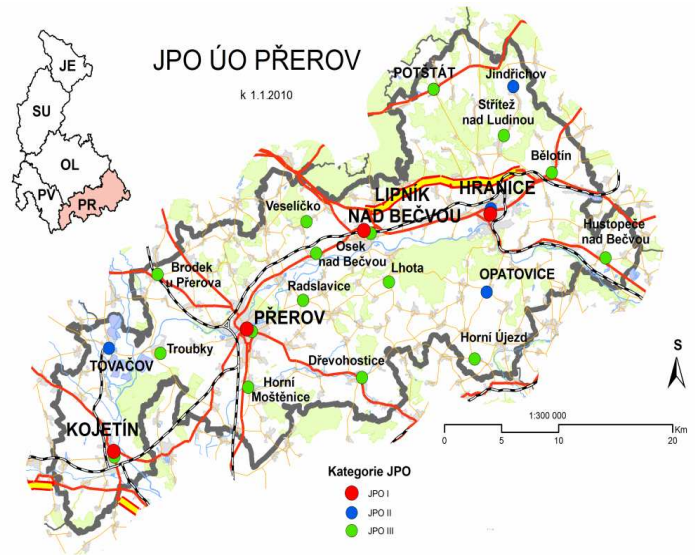 JPO ÚO PŘEROV
k 1.1.2010
JE
SU
OL
PV
PR
POTŠTÁT
Jindřichov
Střítež
nad Ludinou
Bělotín
HRANICE
LIPNÍK
NAD BEČVOU
Veselíčko
Hustopeče
nad Bečvou
Osek
nad Bečvou
Lhota
OPATOVICE
Brodek
u Přerova
Radslavice
PŘEROV
Horní Újezd
TOVAČOV
Troubky
Dřevohostice
Horní
Moštěnice
KOJETÍN
S
1:300 000
0 5 10 20 Km
Kategorie JPO
JPO I
JPO II
JPO III